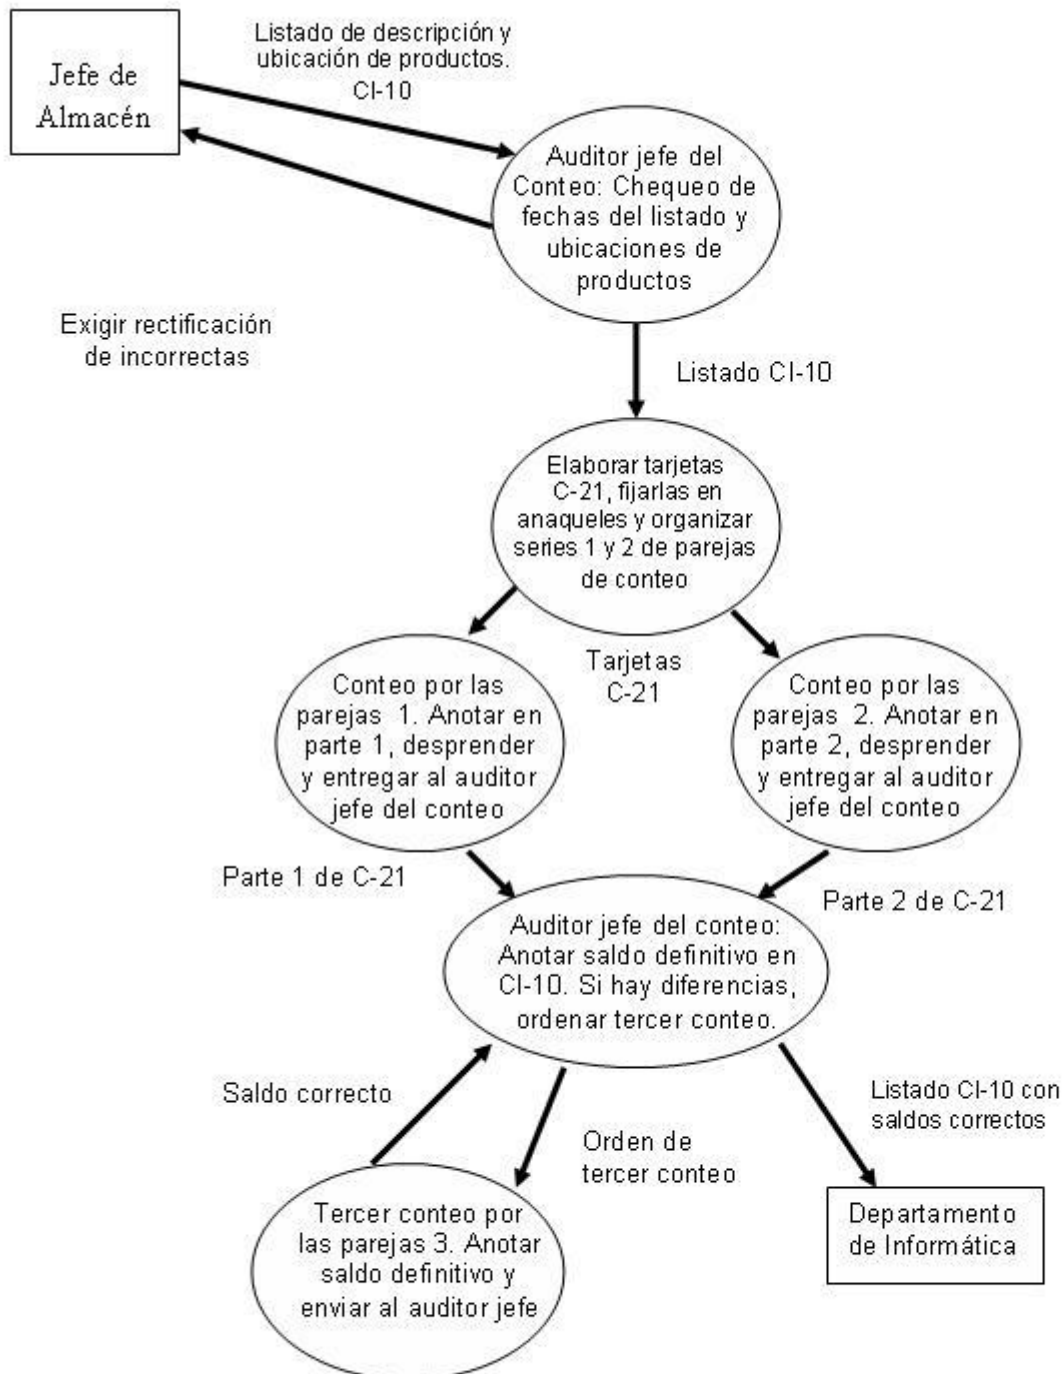 Listado de descripción y
ubicación de productos.
CI-10
Jefe de
Almacén
Auditor jefe del
Conteo: Chequeo de
fechas del listado y
ubicaciones de
productos
Exigir rectificación
de incorrectas
Listado CI-10
Elaborar tarjetas
C-21, fijarlas en
anaqueles y organizar
series 1 y 2 de parejas
de conteo
Tarjetas
C-21
Conteo por las
parejas 1. Anotar en
parte 1, desprender
y entregar al auditor
jefe del conteo
Conteo por las
parejas 2. Anotar en
parte 2, desprender
y entregar al auditor
jefe del conteo
Parte 1 de C-21
Parte 2 de C-21
Auditor jefe del conteo:
Anotar saldo definitivo en
CI-10. Si hay diferencias,
ordenar tercer conteo.
Saldo correcto
Orden de
tercer conteo
Listado CI-10 con
saldos correctos
Tercer conteo por
las parejas 3. Anotar
saldo definitivo y
enviar al auditor jefe
Departamento
de Informática